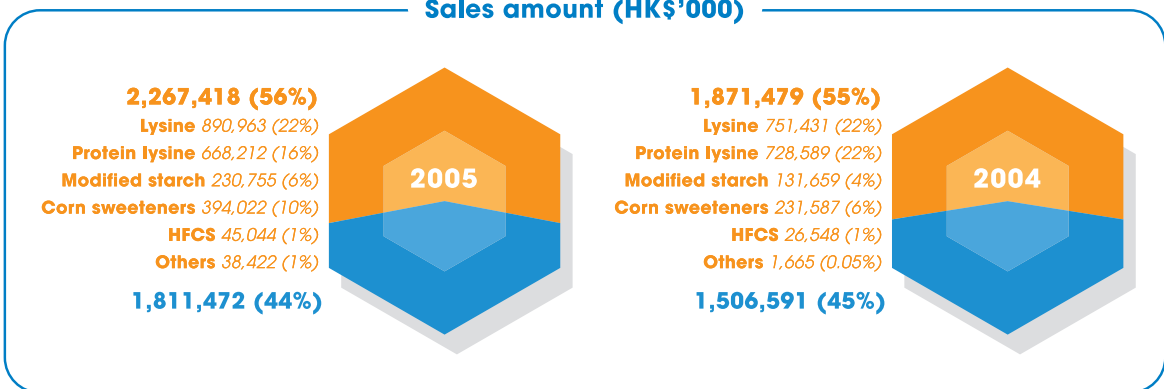 Sales amount (HK$'000)
2,267,418 (56%)
Lysine 890,963 (22%)
Protein lysine 668,212 (16%)
Modified starch 230,755 (6%)
Corn sweeteners 394,022 (10%)
HFCS 45,044 (1%)
Others 38,422 (1%)
1,811,472 (44%)
2005
1,871,479 (55%)
Lysine 751,431 (22%)
Protein lysine 728,589 (22%)
Modified starch 131,659 (4%)
Corn sweeteners 231,587 (6%)
HFCS 26,548 (1%)
Others 1,665 (0.05%)
1,506,591 (45%)
2004